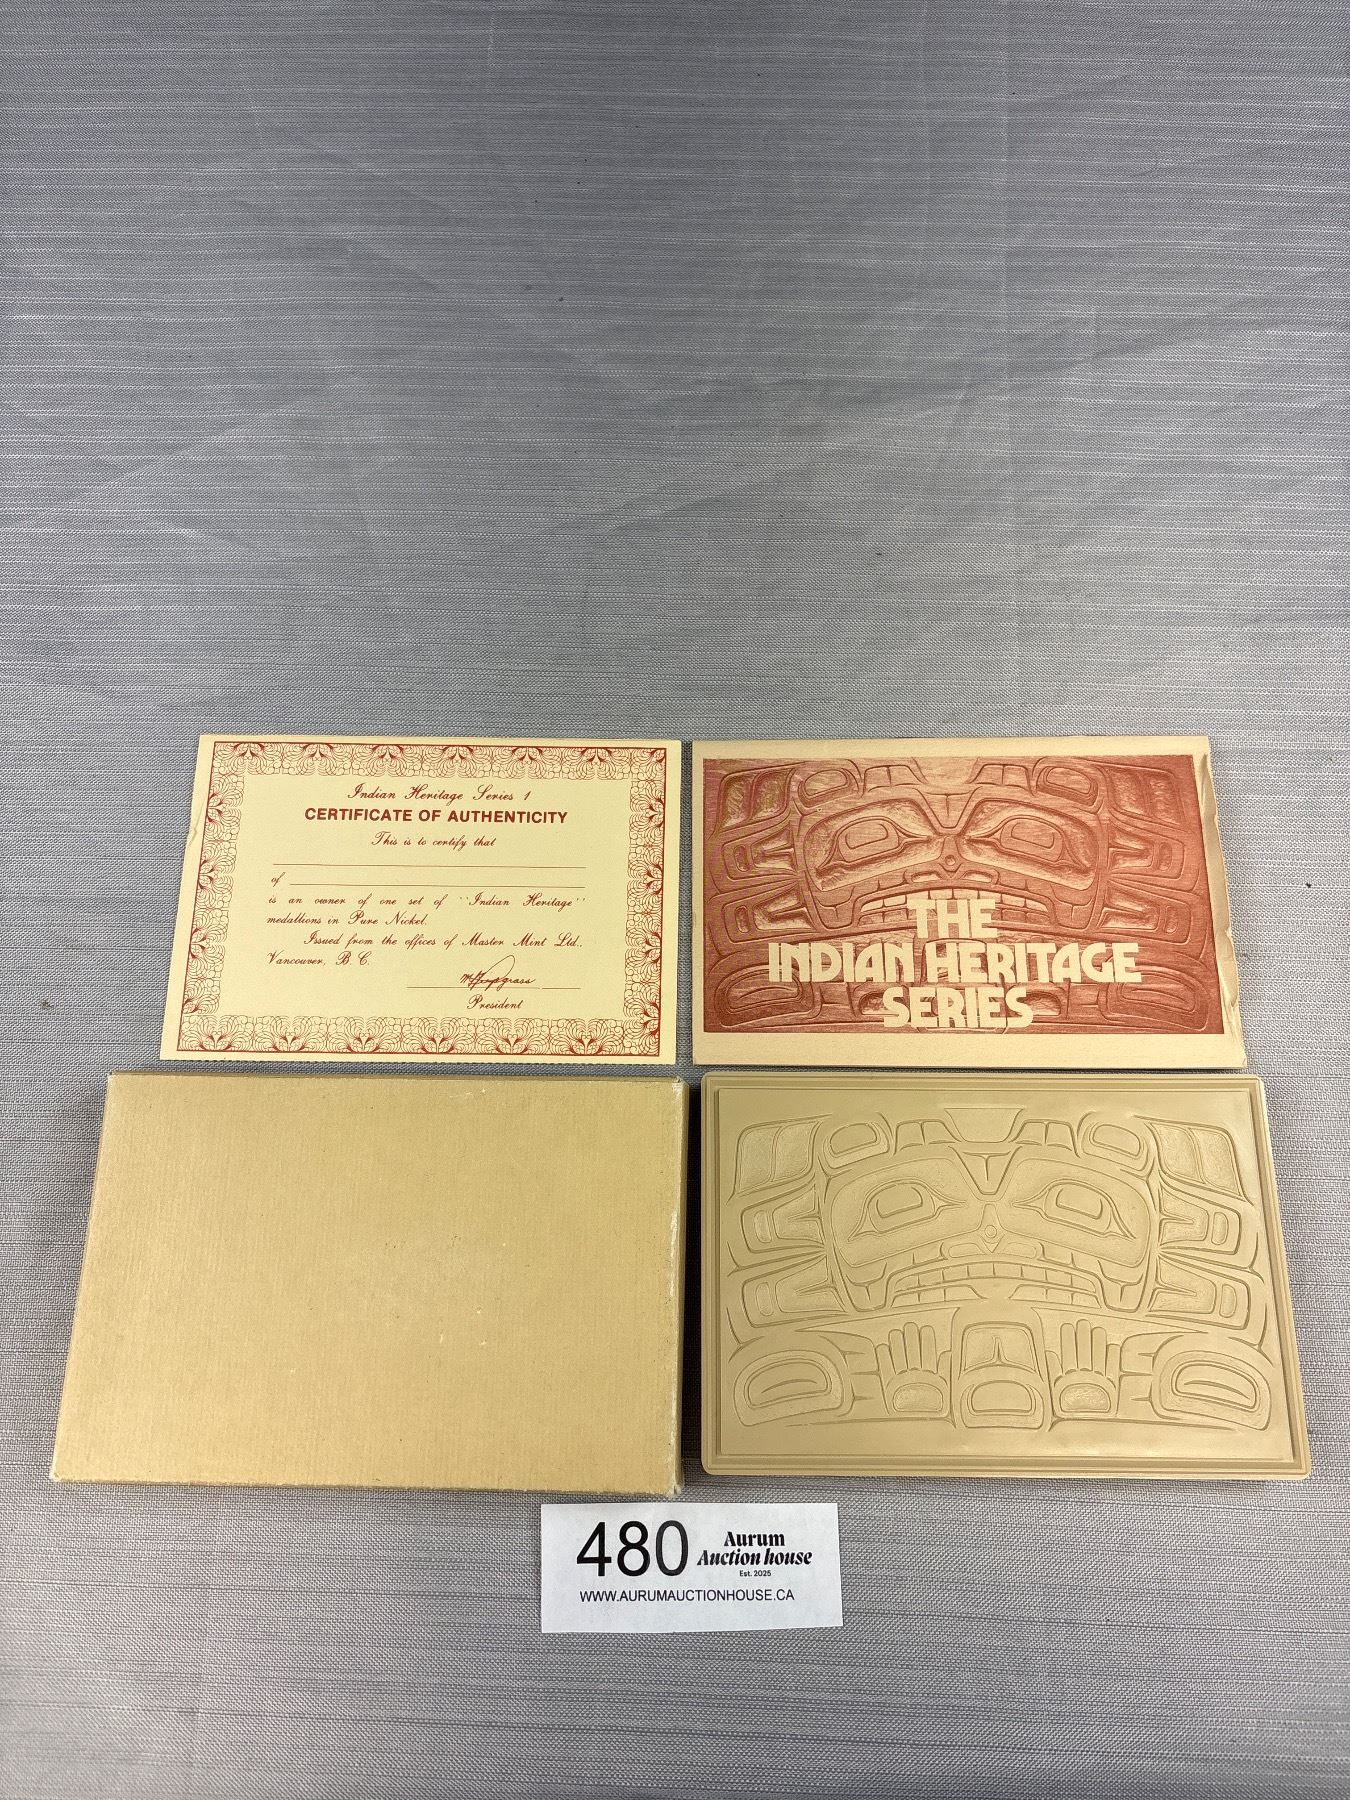 Indian Heritage Series 1
CERTIFICATE OF AUTHENTICITY
This is to certify that
of
is an owner of one set of "Indian Heritage"
medallions in Pure Nickel.
Issued from the offices of Master Mint Ltd.,
Vancouver, B. C.
President
THE
INDIAN HERITAGE
SERIES
480
Aurum
Auction house
Est. 2025
WWW.AURUMAUCTIONHOUSE.CA